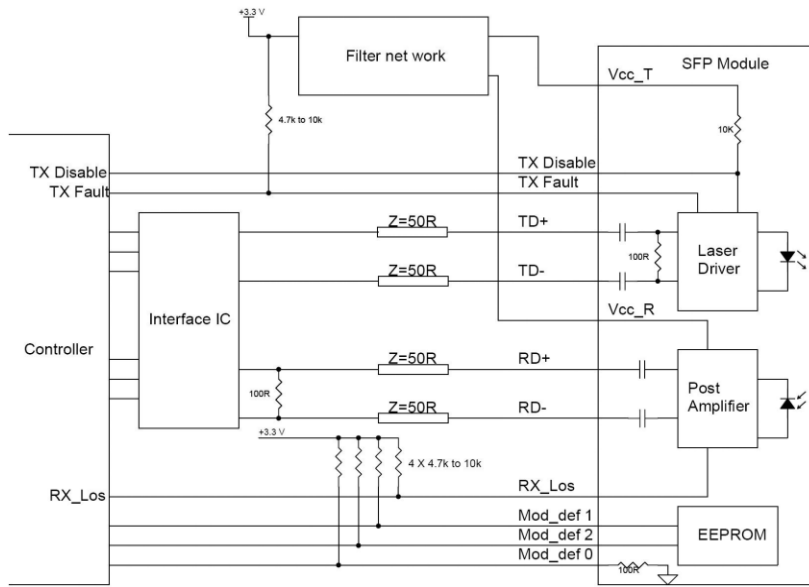 +3.3 V
Filter net work
SFP Module
Vcc_T
4.7k to 10k
10K
TX Disable
TX Disable
TX Fault
TX Fault
Z=50R
TD+
100R
Laser
Driver
Z=50R
TD-
Interface IC
Vcc_R
Controller
Z=50R
RD+
100R
Post
Amplifier
Z=50R
RD-
+3.3 V
4 X 4.7k to 10k
RX_Los
RX_Los
Mod_def 1
EEPROM
Mod_def 2
Mod_def 0
100R